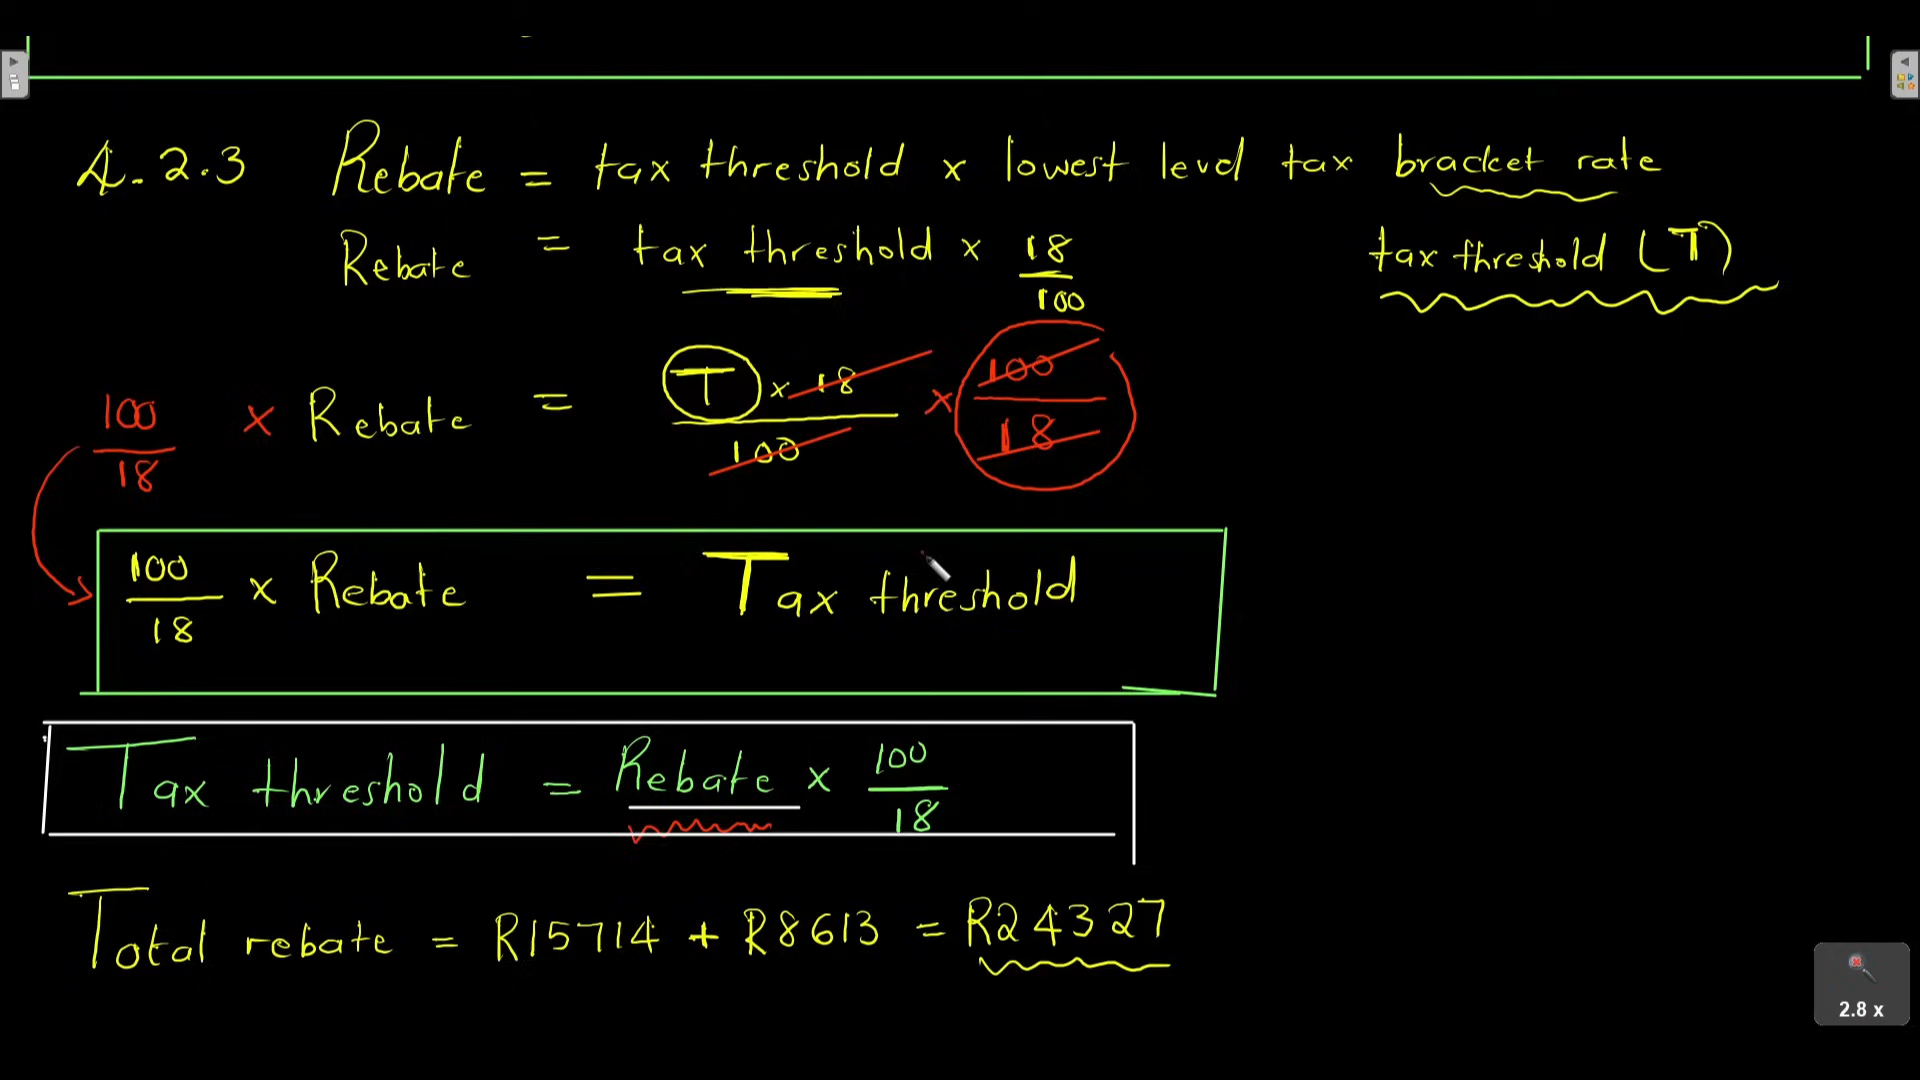 4.2.3 Rebate = tax threshold x lowest level tax bracket rate
Rebate = tax threshold x 18/100
tax threshold (T)
100/18 x Rebate = T x 18/100 x 100/18
100/18 x Rebate = Tax threshold
Tax threshold = Rebate x 100/18
Total rebate = R15714 + R8613 = R24327
2.8 x